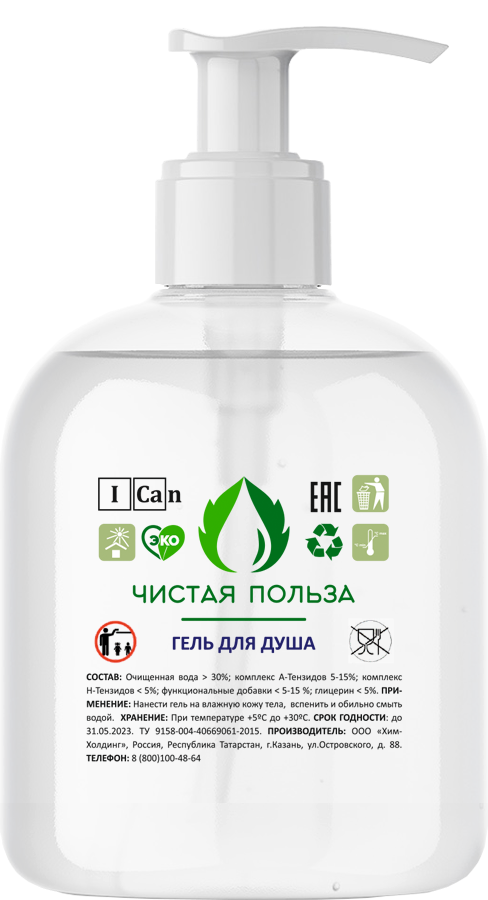 I Can
EAC
ЭКО
ЧИСТАЯ ПОЛЬЗА
ГЕЛЬ ДЛЯ ДУША
СОСТАВ: Очищенная вода > 30%; комплекс А-Тензидов 5-15%; комплекс
Н-Тензидов < 5%; функциональные добавки < 5-15 %; глицерин < 5%. ПРИ-
МЕНЕНИЕ: Нанести гель на влажную кожу тела, вспенить и обильно смыть
водой. ХРАНЕНИЕ: При температуре +5ºС до +30ºС. СРОК ГОДНОСТИ: до
31.05.2023. ТУ 9158-004-40669061-2015. ПРОИЗВОДИТЕЛЬ: ООО «Хим-
Холдинг», Россия, Республика Татарстан, г.Казань, ул.Островского, д. 88.
ТЕЛЕФОН: 8 (800)100-48-64